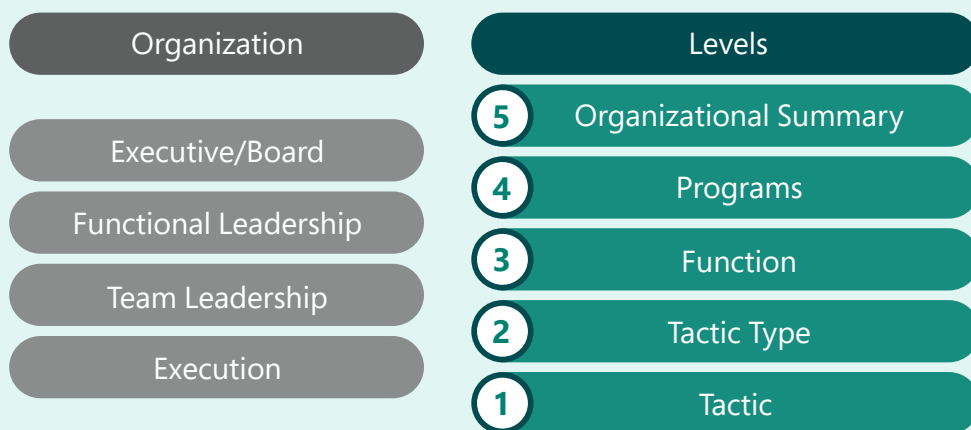 Organization
Executive/Board
Functional Leadership
Team Leadership
Execution
Levels
5 Organizational Summary
4 Programs
3 Function
2 Tactic Type
1 Tactic